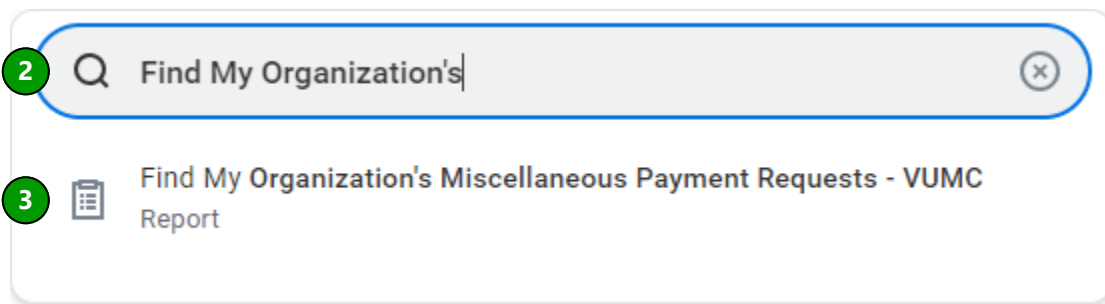 2
Find My Organization's
3
Find My Organization's Miscellaneous Payment Requests - VUMC
Report